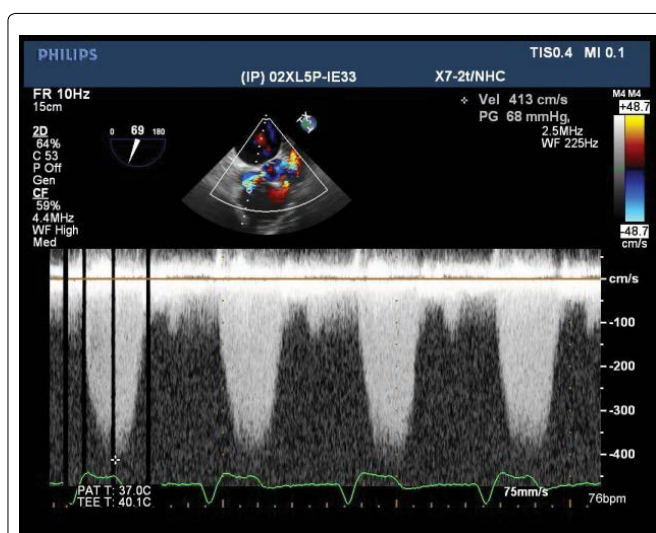 PHILIPS
TIS0.4 MI 0.1
(IP) 02XL5P-IE33 X7-2t/NHC
FR 10Hz
15cm
2D
64%
C 53
P Off
Gen
CF
59%
4.4MHz
WF High
Med
0 69 180
Vel 413 cm/s
PG 68 mmHg,
2.5MHz
WF 225Hz
M4 M4
+48.7
-48.7
cm/s
cm/s
-100
-200
-300
-400
PAT T: 37.0C
TEE T: 40.1C
75mm/s
76bpm